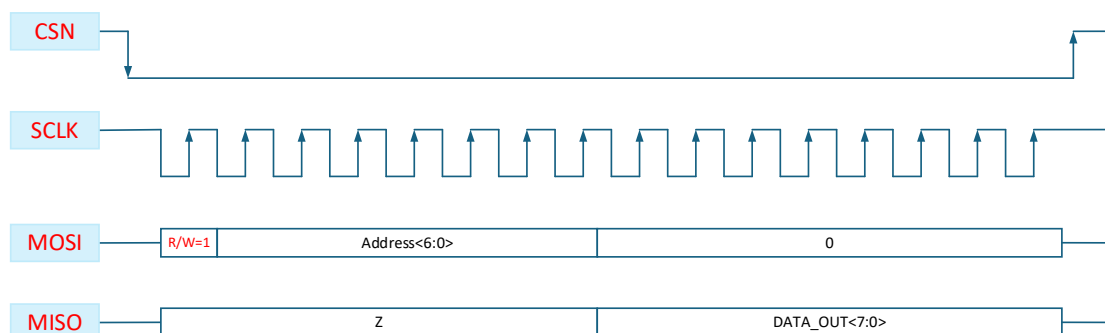 CSN
SCLK
MOSI
R/W=1
Address<6:0>
0
MISO
Z
DATA_OUT<7:0>